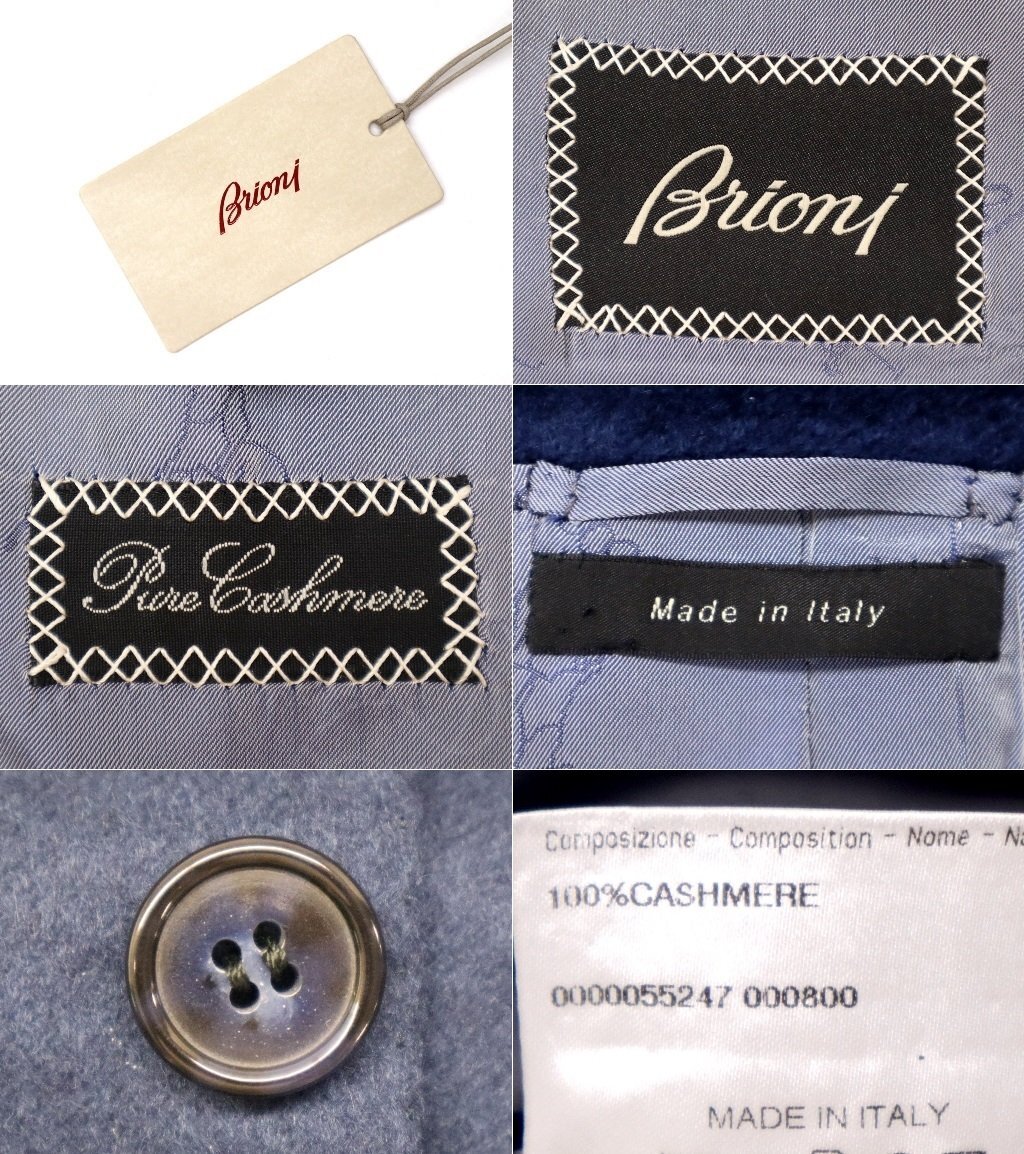 Brioni
Brioni
Pure Cashmere
Made in Italy
Composizione - Composition - Nome -
100%CASHMERE
0000055247 000800
MADE IN ITALY